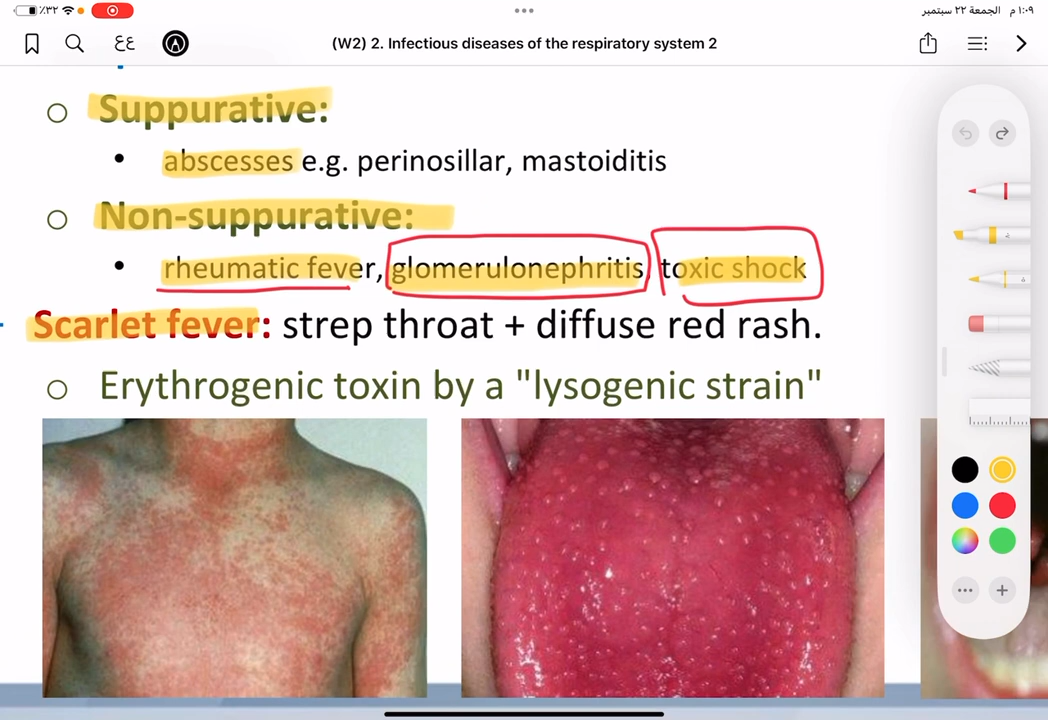 ٪٣٢
١:٠٩ م الجمعة ٢٢ سبتمبر
(W2) 2. Infectious diseases of the respiratory system 2
Suppurative:
abscesses e.g. perinosillar, mastoiditis
Non-suppurative:
rheumatic fever, glomerulonephritis, toxic shock
Scarlet fever: strep throat + diffuse red rash.
Erythrogenic toxin by a "lysogenic strain"